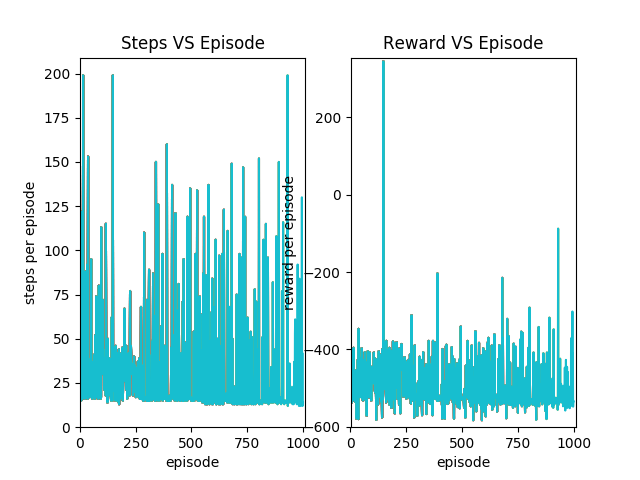 Steps VS Episode
steps per episode
200
175
150
125
100
75
50
25
0
0 250 500 750 1000
episode
Reward VS Episode
reward per episode
200
0
−200
−400
−600
0 250 500 750 1000
episode